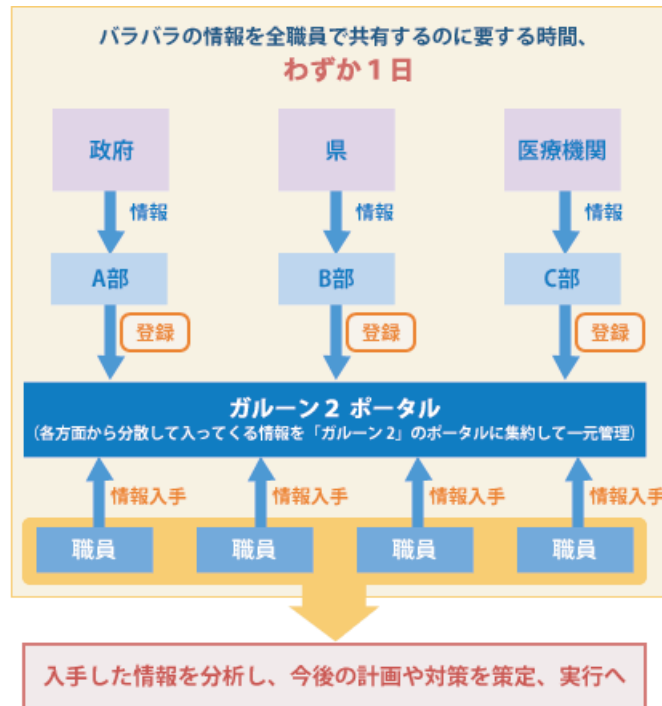 バラバラの情報を全職員で共有するのに要する時間、
わずか1日
政府
県
医療機関
情報
情報
情報
A部
B部
C部
登録
登録
登録
ガルーン2 ポータル
(各方面から分散して入ってくる情報を「ガルーン2」のポータルに集約して一元管理)
情報入手
情報入手
情報入手
情報入手
職員
職員
職員
職員
入手した情報を分析し、今後の計画や対策を策定、実行へ